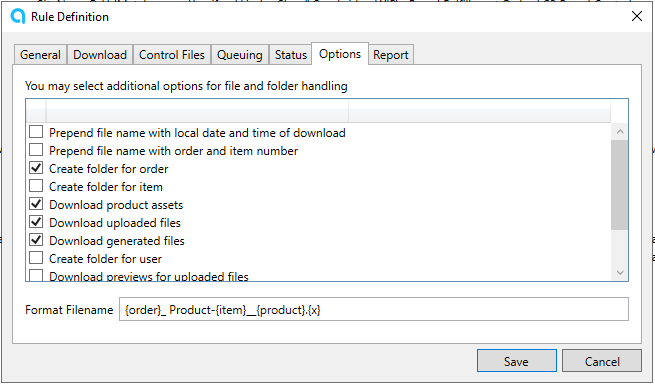 Rule Definition
General Download Control Files Queuing Status Options Report
You may select additional options for file and folder handling
Prepend file name with local date and time of download
Prepend file name with order and item number
Create folder for order
Create folder for item
Download product assets
Download uploaded files
Download generated files
Create folder for user
Download previews for uploaded files
Format Filename {order}_ Product-{item}__{product}.{x}
Save Cancel